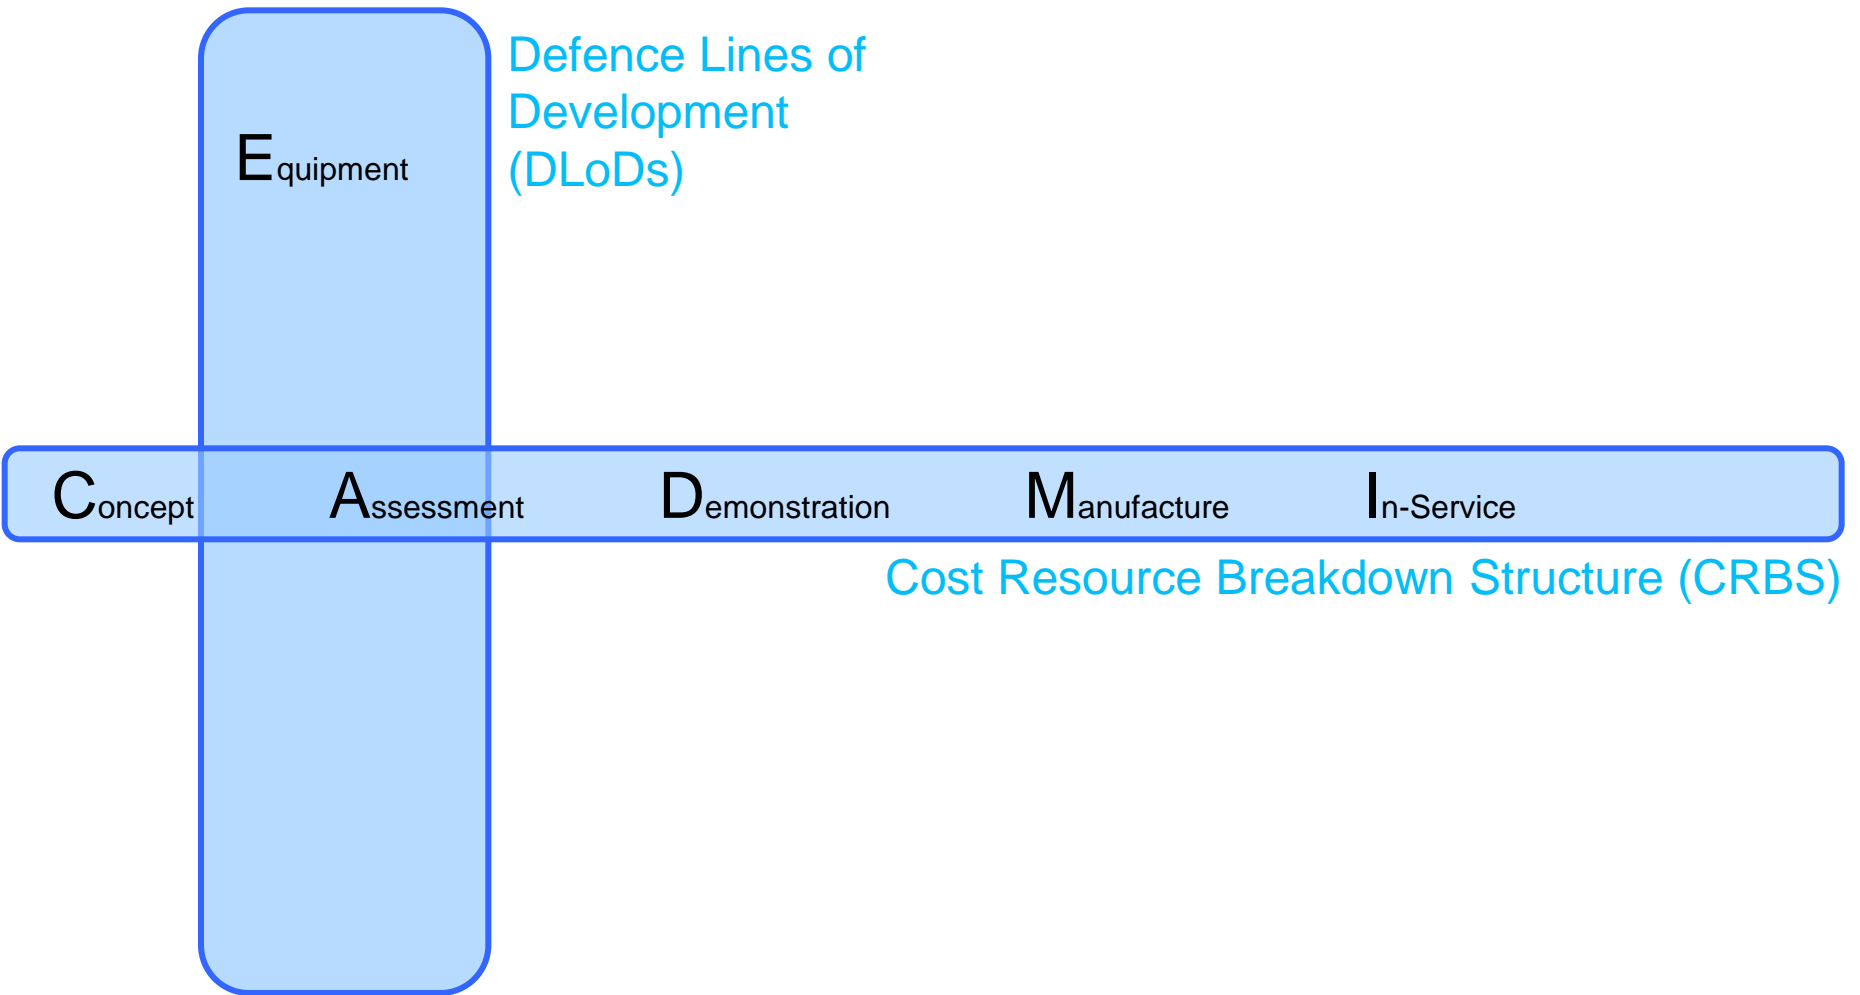 Defence Lines of
Development
(DLoDs)
Equipment
Concept Assessment Demonstration Manufacture In-Service
Cost Resource Breakdown Structure (CRBS)